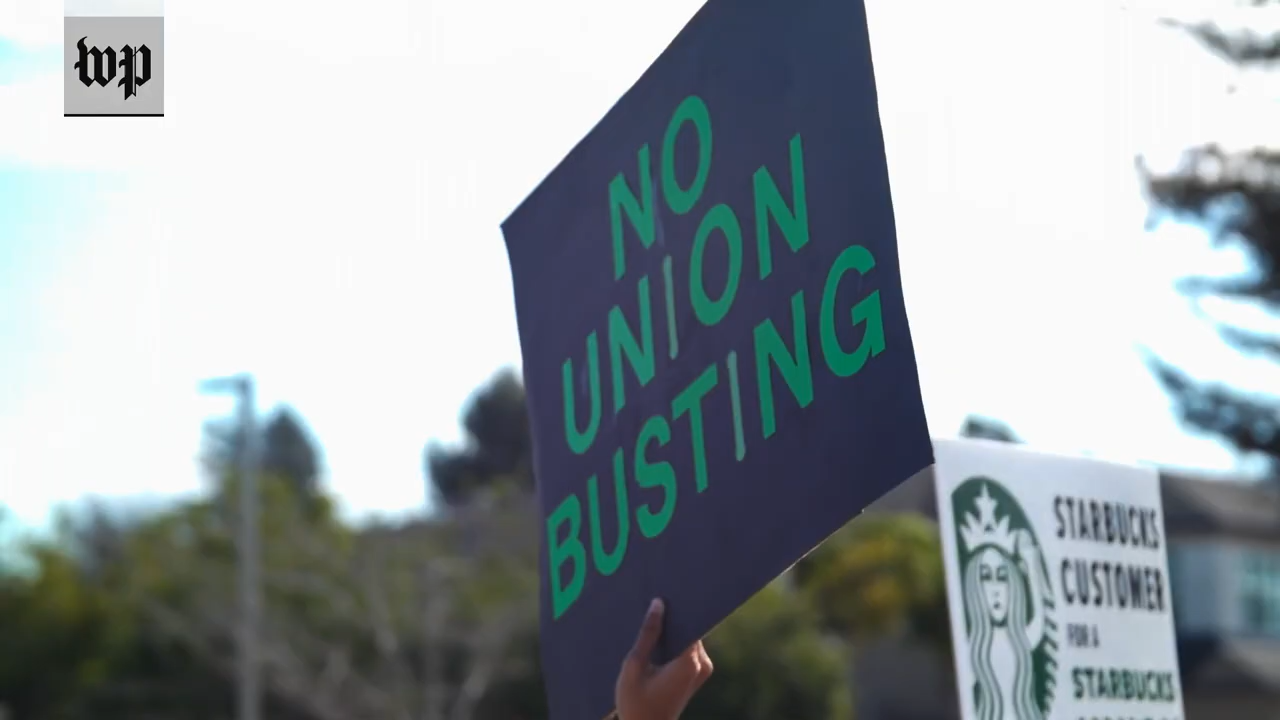 wp
NO
UNION
BUSTING
STARBUCKS
CUSTOMER
FOR A
STARBUCKS